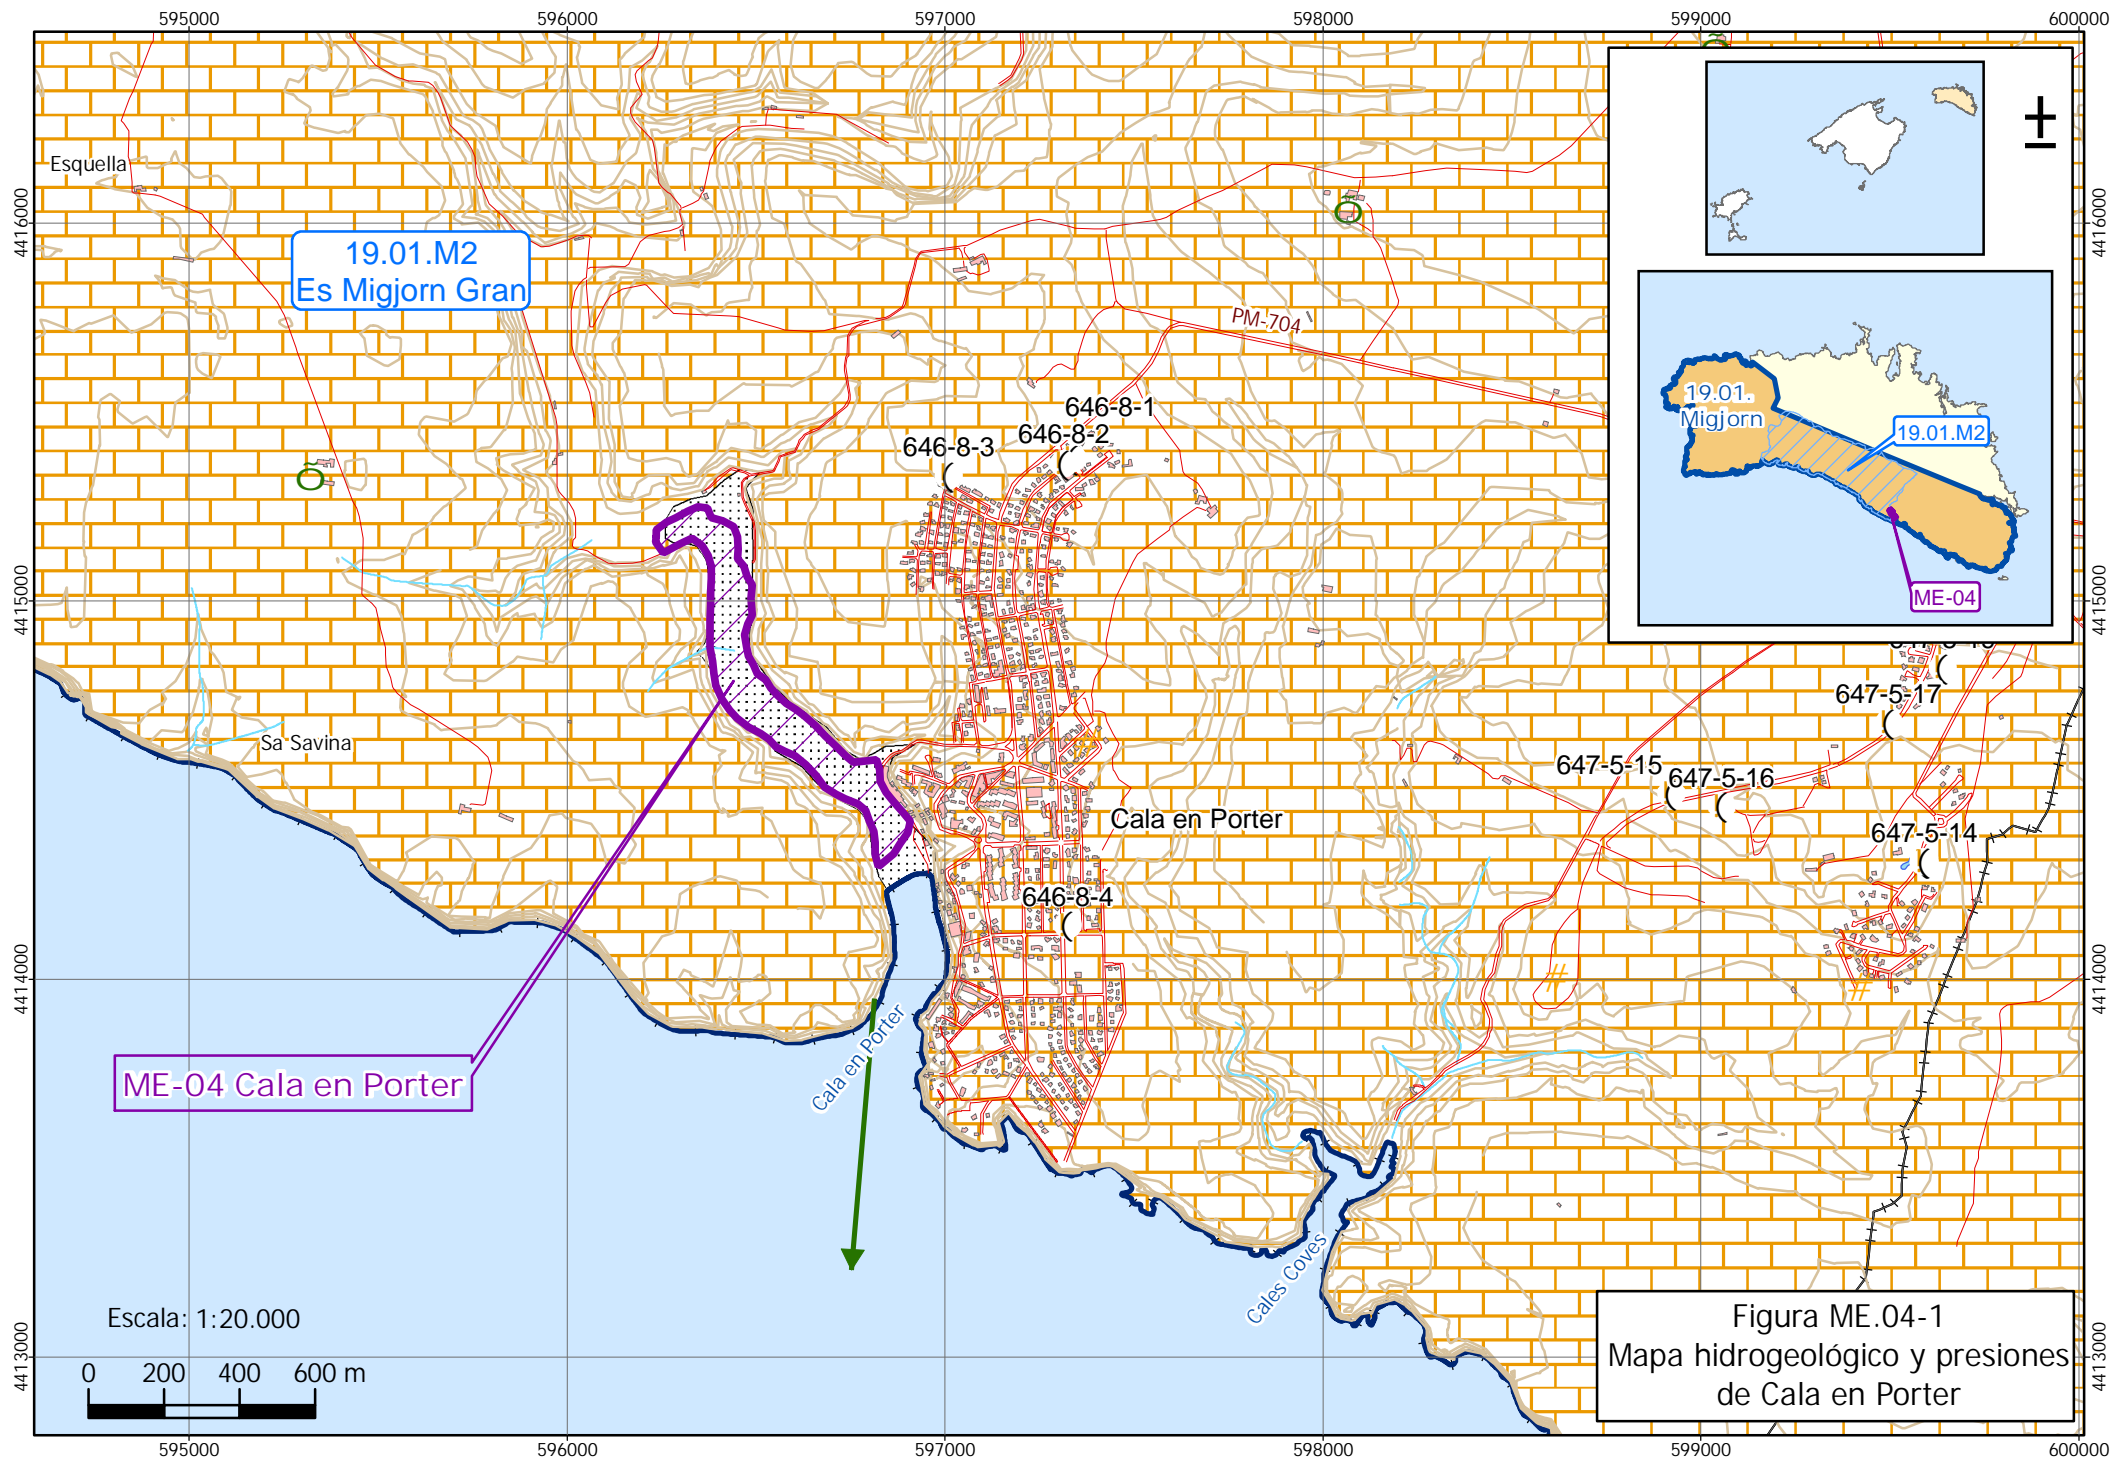 595000
596000
597000
598000
599000
600000
Esquella
4416000
4416000
19.01.M2
Es Migjorn Gran
PM-704
19.01.
Migjorn
19.01.M2
ME-04
646-8-1
646-8-2
646-8-3
4415000
4415000
647-5-17
Sa Savina
647-5-15
647-5-16
Cala en Porter
647-5-14
646-8-4
4414000
4414000
Cala en Porter
ME-04 Cala en Porter
Cales Coves
Escala: 1:20.000
0 200 400 600 m
Figura ME.04-1
Mapa hidrogeológico y presiones
de Cala en Porter
4413000
4413000
595000
596000
597000
598000
599000
600000